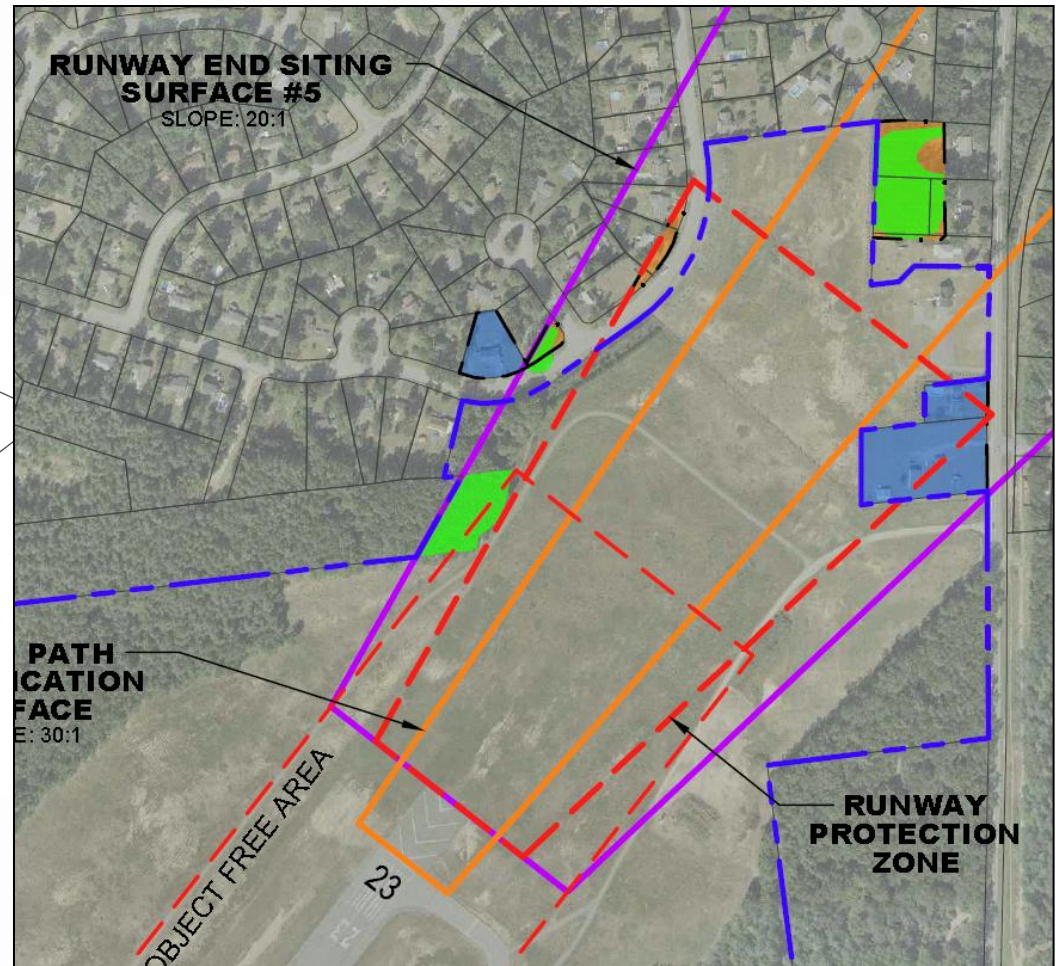 RUNWAY END SITING
SURFACE #5
SLOPE: 20:1
PATH
ICATION
FACE
E: 30:1
OBJECT FREE AREA
23
23
RUNWAY
PROTECTION
ZONE